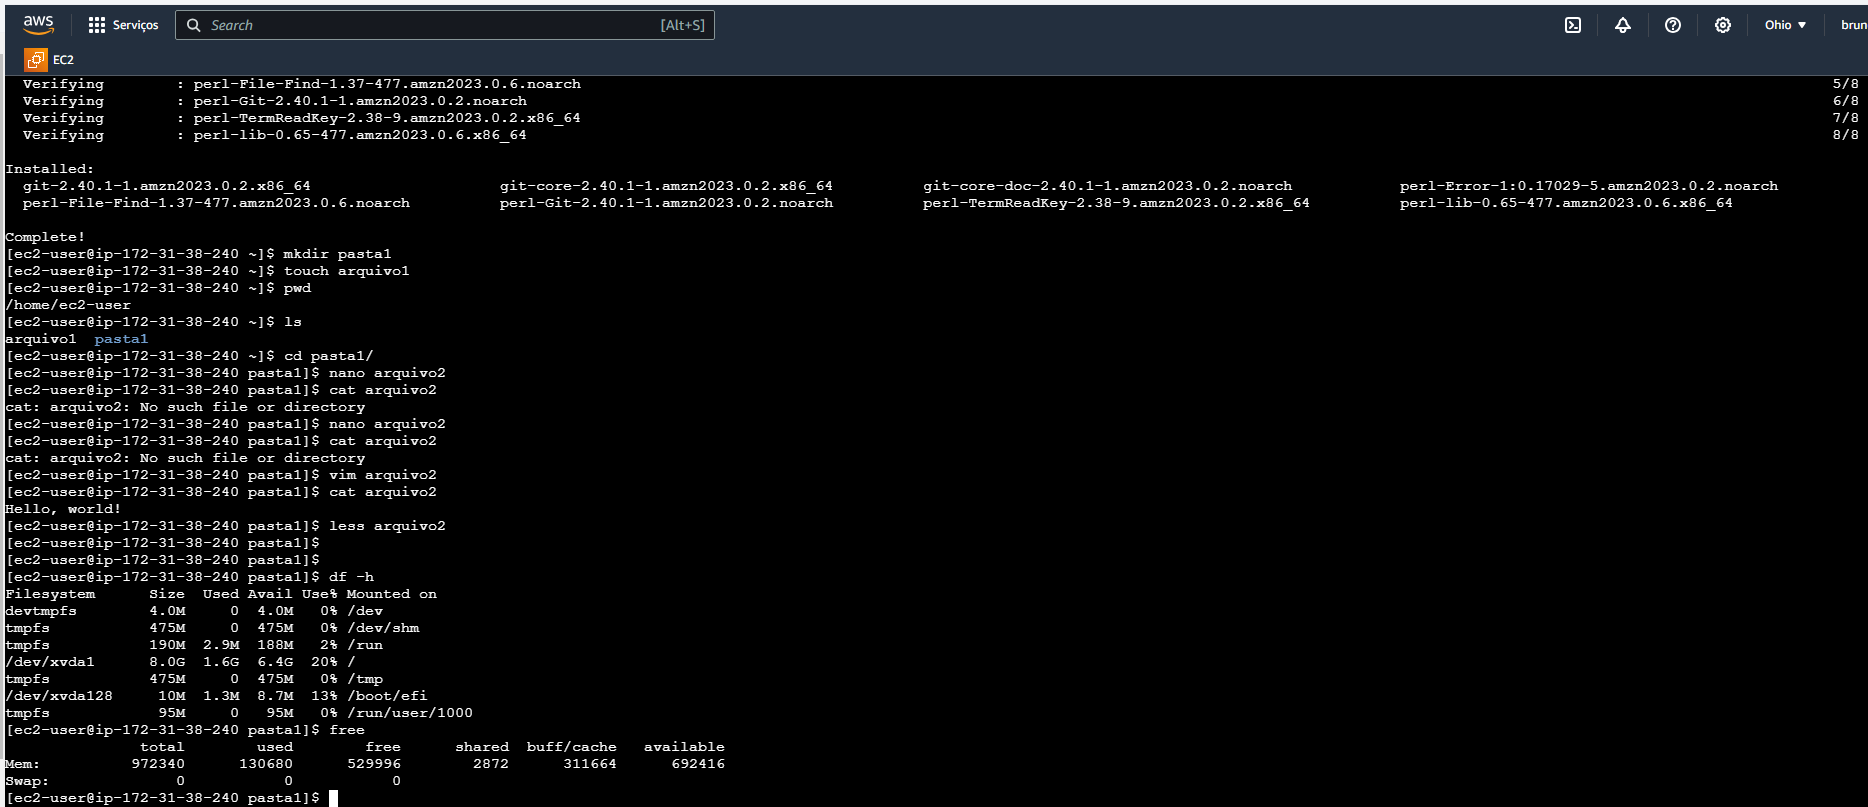 aws Serviços Search [Alt+S] Ohio brun
EC2
Verifying : perl-File-Find-1.37-477.amzn2023.0.6.noarch 5/8
Verifying : perl-Git-2.40.1-1.amzn2023.0.2.noarch 6/8
Verifying : perl-TermReadKey-2.38-9.amzn2023.0.2.x86_64 7/8
Verifying : perl-lib-0.65-477.amzn2023.0.6.x86_64 8/8
Installed:
git-2.40.1-1.amzn2023.0.2.x86_64 git-core-2.40.1-1.amzn2023.0.2.x86_64 git-core-doc-2.40.1-1.amzn2023.0.2.noarch perl-Error-1:0.17029-5.amzn2023.0.2.noarch
perl-File-Find-1.37-477.amzn2023.0.6.noarch perl-Git-2.40.1-1.amzn2023.0.2.noarch perl-TermReadKey-2.38-9.amzn2023.0.2.x86_64 perl-lib-0.65-477.amzn2023.0.6.x86_64
Complete!
[ec2-user@ip-172-31-38-240 ~]$ mkdir pasta1
[ec2-user@ip-172-31-38-240 ~]$ touch arquivo1
[ec2-user@ip-172-31-38-240 ~]$ pwd
/home/ec2-user
[ec2-user@ip-172-31-38-240 ~]$ ls
arquivo1 pasta1
[ec2-user@ip-172-31-38-240 ~]$ cd pasta1/
[ec2-user@ip-172-31-38-240 pasta1]$ nano arquivo2
[ec2-user@ip-172-31-38-240 pasta1]$ cat arquivo2
cat: arquivo2: No such file or directory
[ec2-user@ip-172-31-38-240 pasta1]$ nano arquivo2
[ec2-user@ip-172-31-38-240 pasta1]$ cat arquivo2
cat: arquivo2: No such file or directory
[ec2-user@ip-172-31-38-240 pasta1]$ vim arquivo2
[ec2-user@ip-172-31-38-240 pasta1]$ cat arquivo2
Hello, world!
[ec2-user@ip-172-31-38-240 pasta1]$ less arquivo2
[ec2-user@ip-172-31-38-240 pasta1]$
[ec2-user@ip-172-31-38-240 pasta1]$
[ec2-user@ip-172-31-38-240 pasta1]$ df -h
Filesystem Size Used Avail Use% Mounted on
devtmpfs 4.0M 0 4.0M 0% /dev
tmpfs 475M 0 475M 0% /dev/shm
tmpfs 190M 2.9M 188M 2% /run
/dev/xvda1 8.0G 1.6G 6.4G 20% /
tmpfs 475M 0 475M 0% /tmp
/dev/xvda128 10M 1.3M 8.7M 13% /boot/efi
tmpfs 95M 0 95M 0% /run/user/1000
[ec2-user@ip-172-31-38-240 pasta1]$ free
total used free shared buff/cache available
Mem: 972340 130680 529996 2872 311664 692416
Swap: 0 0 0
[ec2-user@ip-172-31-38-240 pasta1]$